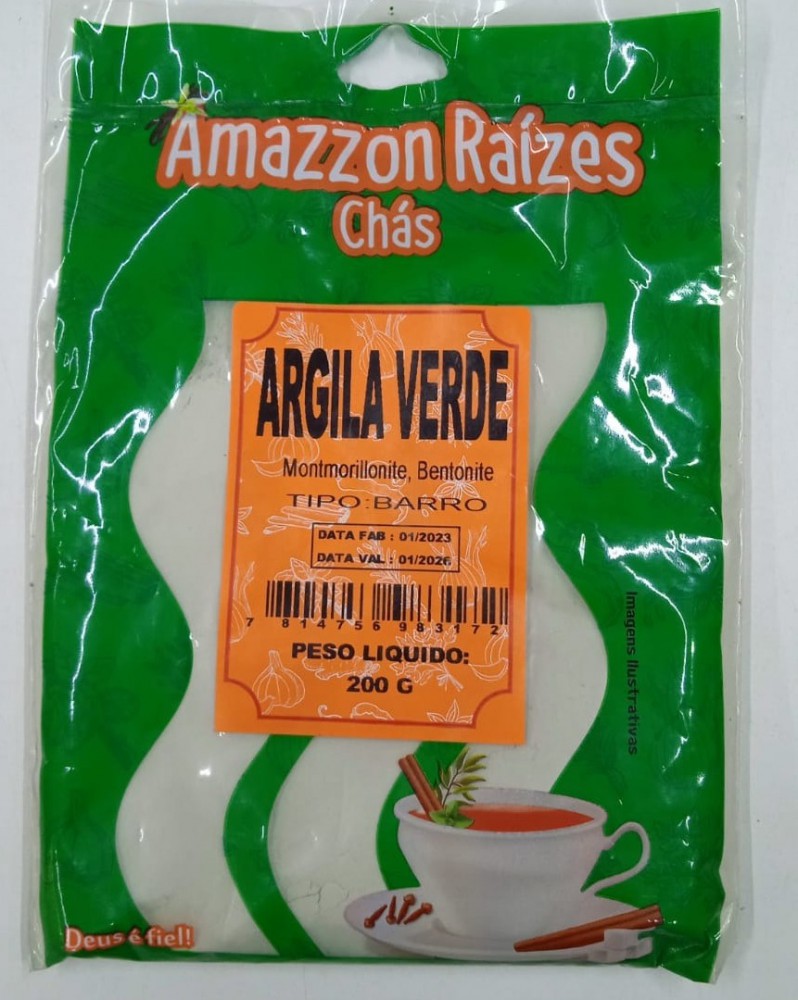 Amazzon Raízes
Chás
ARGILA VERDE
Montmorillonite, Bentonite
TIPO:BARRO
DATA FAB : 01/2023
DATA VAL : 01/2026
7 814756 983172
PESO LIQUIDO:
200 G
Imagens Ilustrativas
Deus é fiel!